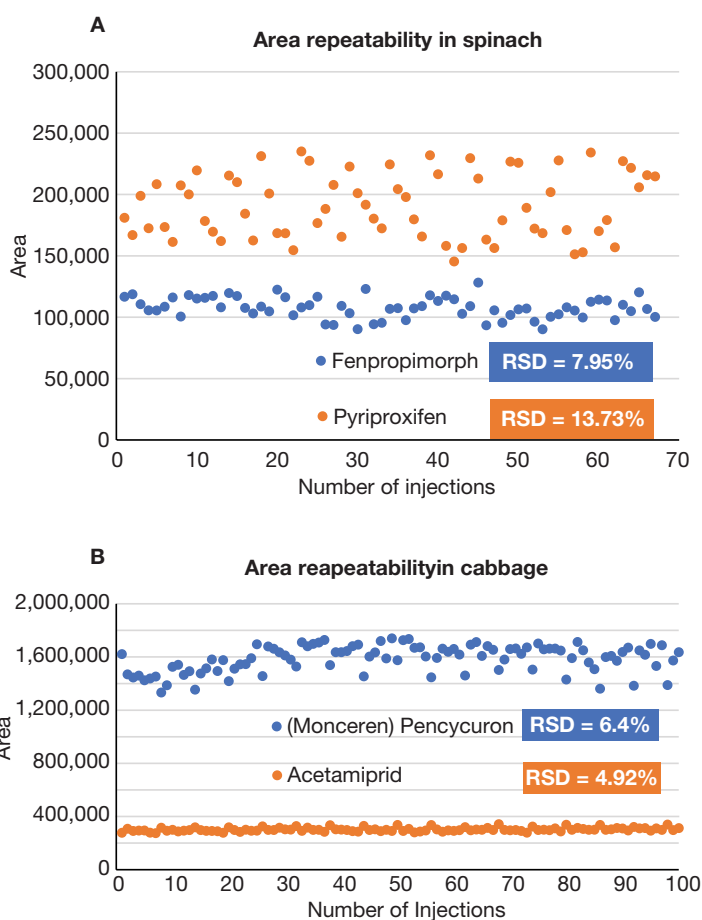 A
Area repeatability in spinach
300,000
250,000
200,000
150,000
100,000
50,000
0
Area
Fenpropimorph RSD = 7.95%
Pyriproxifen RSD = 13.73%
0 10 20 30 40 50 60 70
Number of injections
B
Area reapeatabilityin cabbage
2,000,000
1,600,000
1,200,000
800,000
400,000
0
Area
(Monceren) Pencycuron RSD = 6.4%
Acetamiprid RSD = 4.92%
0 10 20 30 40 50 60 70 80 90 100
Number of Injections